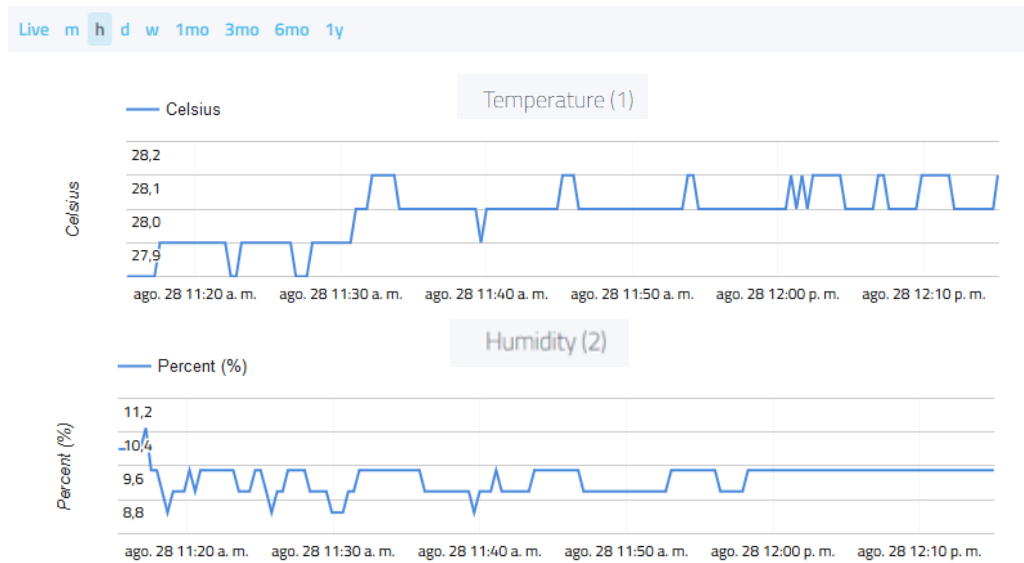 Live m h d w 1mo 3mo 6mo 1y
Temperature (1)
Celsius
Celsius
28,2
28,1
28,0
27,9
ago. 28 11:20 a. m. ago. 28 11:30 a. m. ago. 28 11:40 a. m. ago. 28 11:50 a. m. ago. 28 12:00 p. m. ago. 28 12:10 p. m.
Humidity (2)
Percent (%)
Percent (%)
11,2
10,4
9,6
8,8
ago. 28 11:20 a. m. ago. 28 11:30 a. m. ago. 28 11:40 a. m. ago. 28 11:50 a. m. ago. 28 12:00 p. m. ago. 28 12:10 p. m.